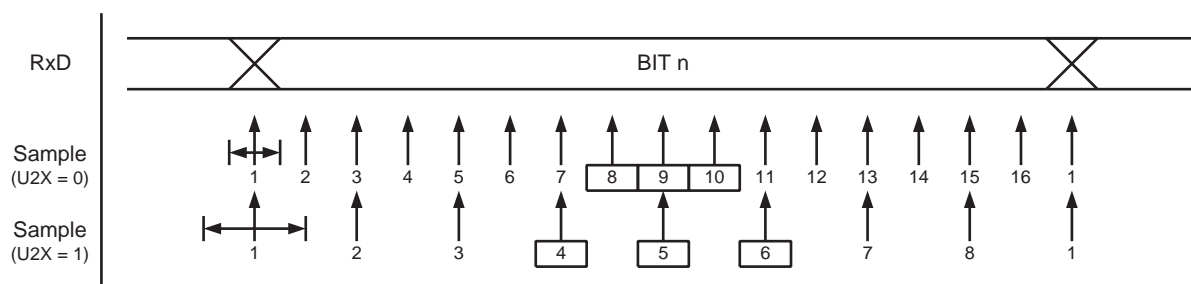 RxD BIT n
Sample
(U2X = 0) 1 2 3 4 5 6 7 8 9 10 11 12 13 14 15 16 1
Sample
(U2X = 1) 1 2 3 4 5 6 7 8 1